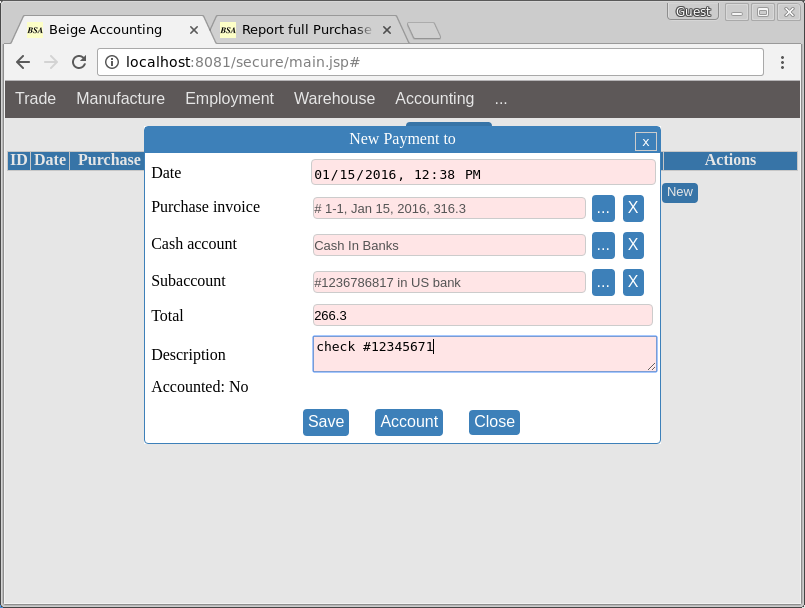 Guest
BSA Beige Accounting
BSA Report full Purchase
localhost:8081/secure/main.jsp#
Trade Manufacture Employment Warehouse Accounting ...
New Payment to x
ID Date Purchase Actions
New
Date 01/15/2016, 12:38 PM
Purchase invoice # 1-1, Jan 15, 2016, 316.3 ... X
Cash account Cash In Banks ... X
Subaccount #1236786817 in US bank ... X
Total 266.3
Description check #12345671
Accounted: No
Save Account Close